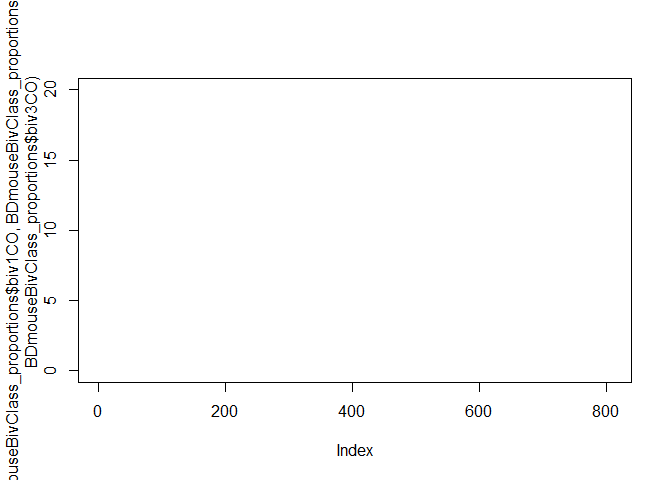 ouseBivClass_proportions$biv1CO, BDmouseBivClass_proportions
BDmouseBivClass_proportions$biv3CO)
20
15
10
5
0
0 200 400 600 800
Index